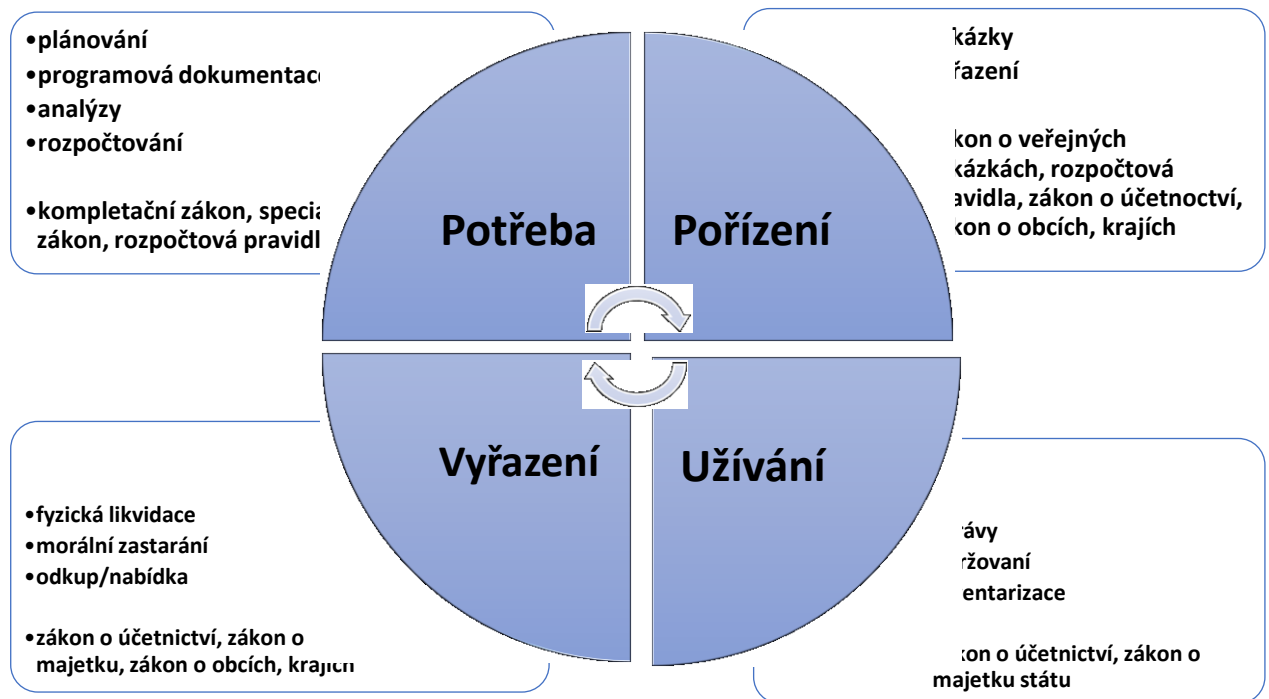 •plánování
•programová dokumentace
•analýzy
•rozpočtování
•kompletační zákon, specia
zákon, rozpočtová pravidl
kázky
řazení
kon o veřejných
kázkách, rozpočtová
avidla, zákon o účetnoctví,
kon o obcích, krajích
Potřeba
Pořízení
Vyřazení
Užívání
•fyzická likvidace
•morální zastarání
•odkup/nabídka
•zákon o účetnictví, zákon o
majetku, zákon o obcích, krajích
rávy
ržovaní
entarizace
kon o účetnictví, zákon o
majetku státu